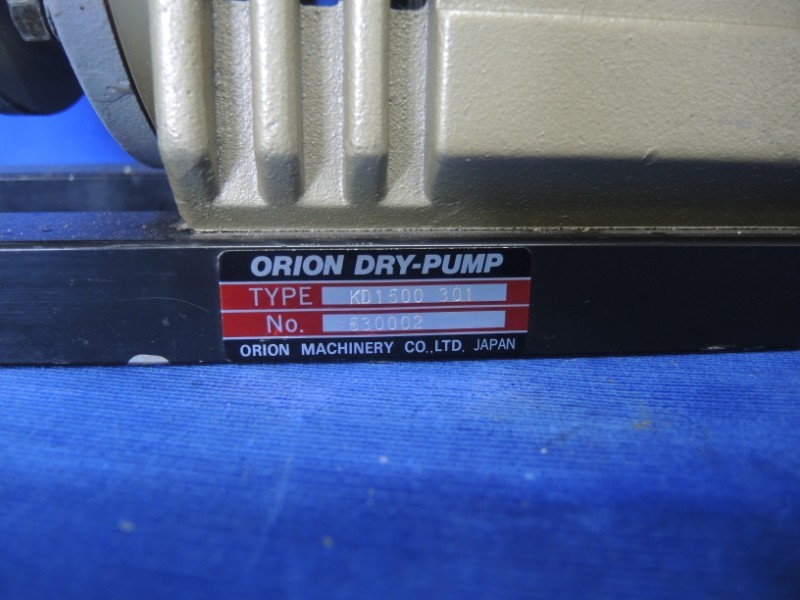 ORION DRY-PUMP
TYPE KD1500 301
No. 630002
ORION MACHINERY CO.,LTD. JAPAN